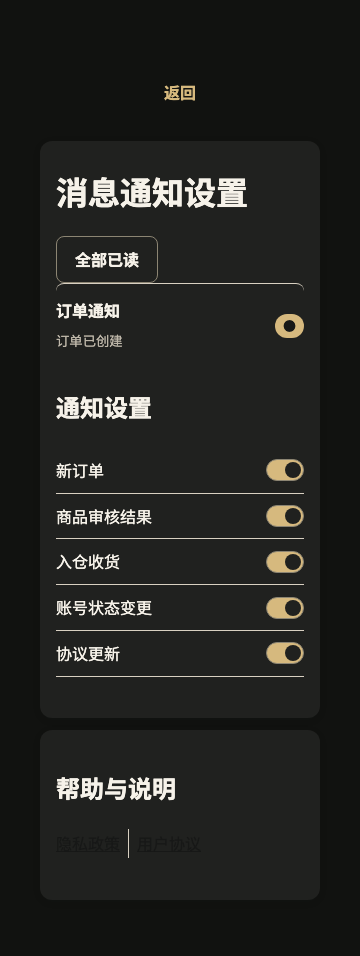 返回
消息通知设置
全部已读
订单通知
订单已创建
通知设置
新订单
商品审核结果
入仓收货
账号状态变更
协议更新
帮助与说明
隐私政策 用户协议